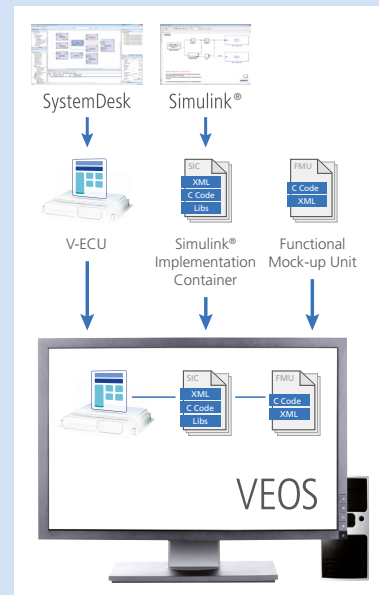 SystemDesk
Simulink®
SIC
XML
C Code
Libs
FMU
C Code
XML
V-ECU
Simulink®
Implementation
Container
Functional
Mock-up Unit
SIC
XML
C Code
Libs
FMU
C Code
XML
VEOS